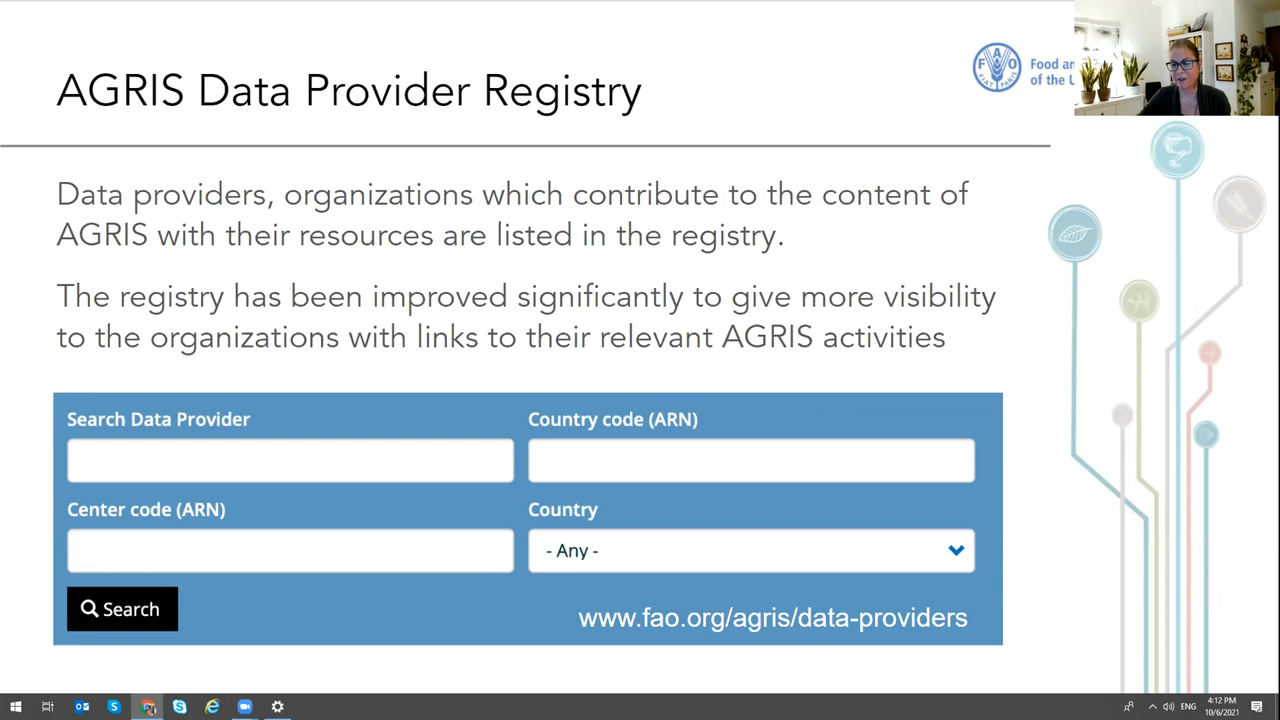 AGRIS Data Provider Registry
FAO
FIAT PANIS
Food an
of the U
Data providers, organizations which contribute to the content of
AGRIS with their resources are listed in the registry.
The registry has been improved significantly to give more visibility
to the organizations with links to their relevant AGRIS activities
Search Data Provider
Country code (ARN)
Center code (ARN)
Country
- Any -
Search
www.fao.org/agris/data-providers
ENG
4:12 PM
10/6/2021